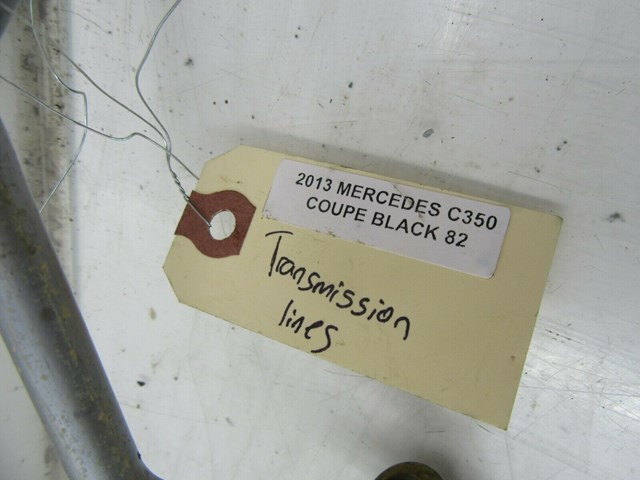 2013 MERCEDES C350
COUPE BLACK 82
Transmission
lines